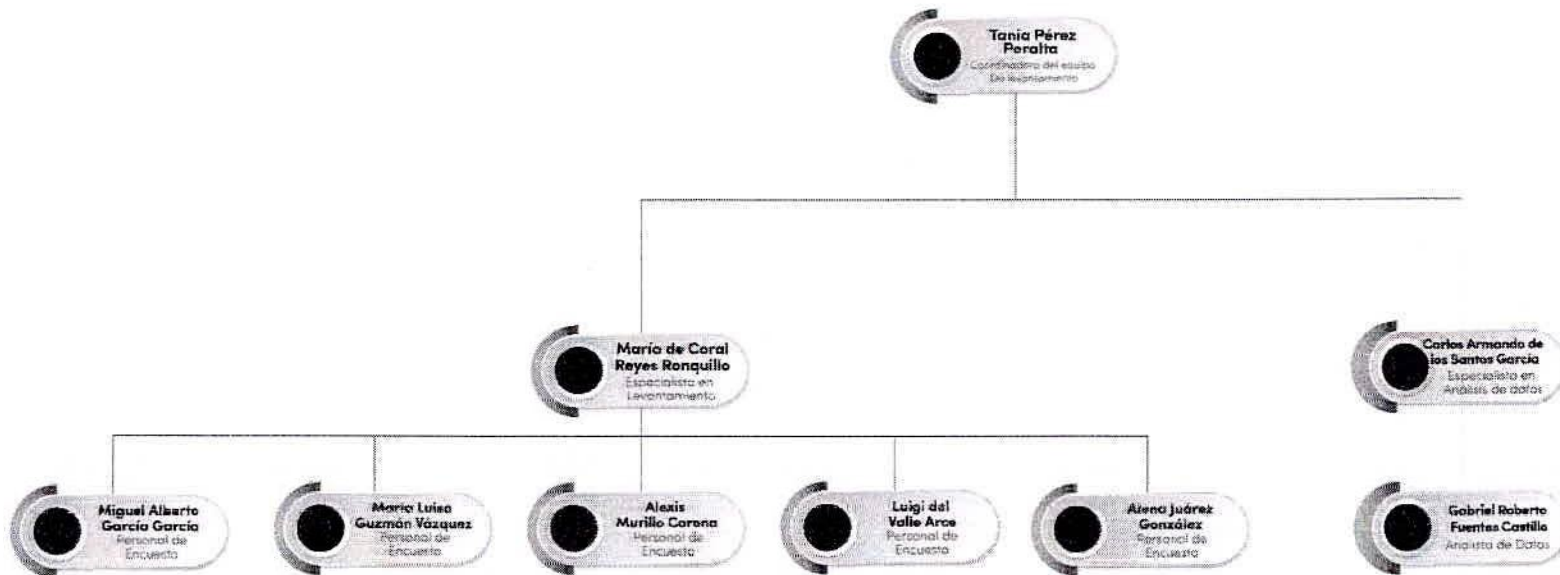 Tania Pérez
Peralta
Coordinadora del equipo
De levantamiento
María de Coral
Reyes Ronquillo
Especialista en
Levantamiento
Carlos Armando de
los Santos García
Especialista en
Análisis de datos
Miguel Alberto
García García
Personal de
Encuesta
María Luisa
Guzmán Vázquez
Personal de
Encuesta
Alexis
Murillo Corona
Personal de
Encuesta
Luigi del
Valle Arce
Personal de
Encuesta
Juárez
González
Personal de
Encuesta
Gabriel Roberto
Fuentes Castillo
Analista de Datos